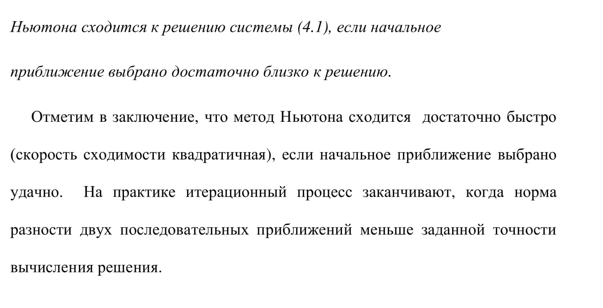 Ньютона сходится к решению системы (4.1), если начальное
приближение выбрано достаточно близко к решению.
Отметим в заключение, что метод Ньютона сходится достаточно быстро
(скорость сходимости квадратичная), если начальное приближение выбрано
удачно. На практике итерационный процесс заканчивают, когда норма
разности двух последовательных приближений меньше заданной точности
вычисления решения.